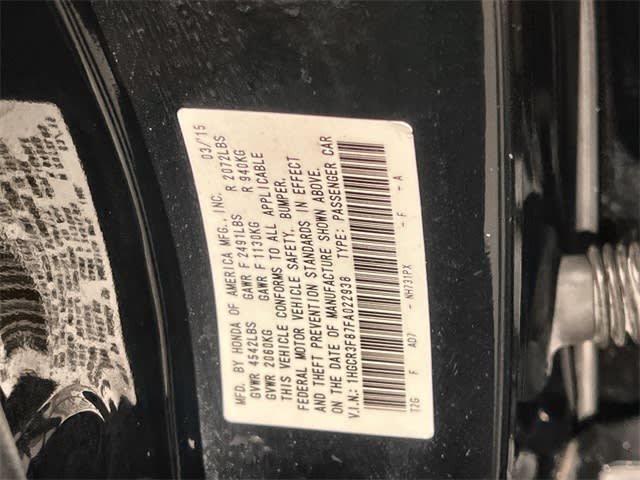 MFD. BY HONDA OF AMERICA MFG., INC. 03/15
GVWR 4542LBS GAWR F 2491LBS R 2072LBS
GVWR 2060KG GAWR F 1130KG R 940KG
THIS VEHICLE CONFORMS TO ALL APPLICABLE
FEDERAL MOTOR VEHICLE SAFETY, BUMPER,
AND THEFT PREVENTION STANDARDS IN EFFECT
ON THE DATE OF MANUFACTURE SHOWN ABOVE.
V.I.N.: 1HGCR3F87FA022938 TYPE: PASSENGER CAR
T2G F AD7 - NH731PX - F - A